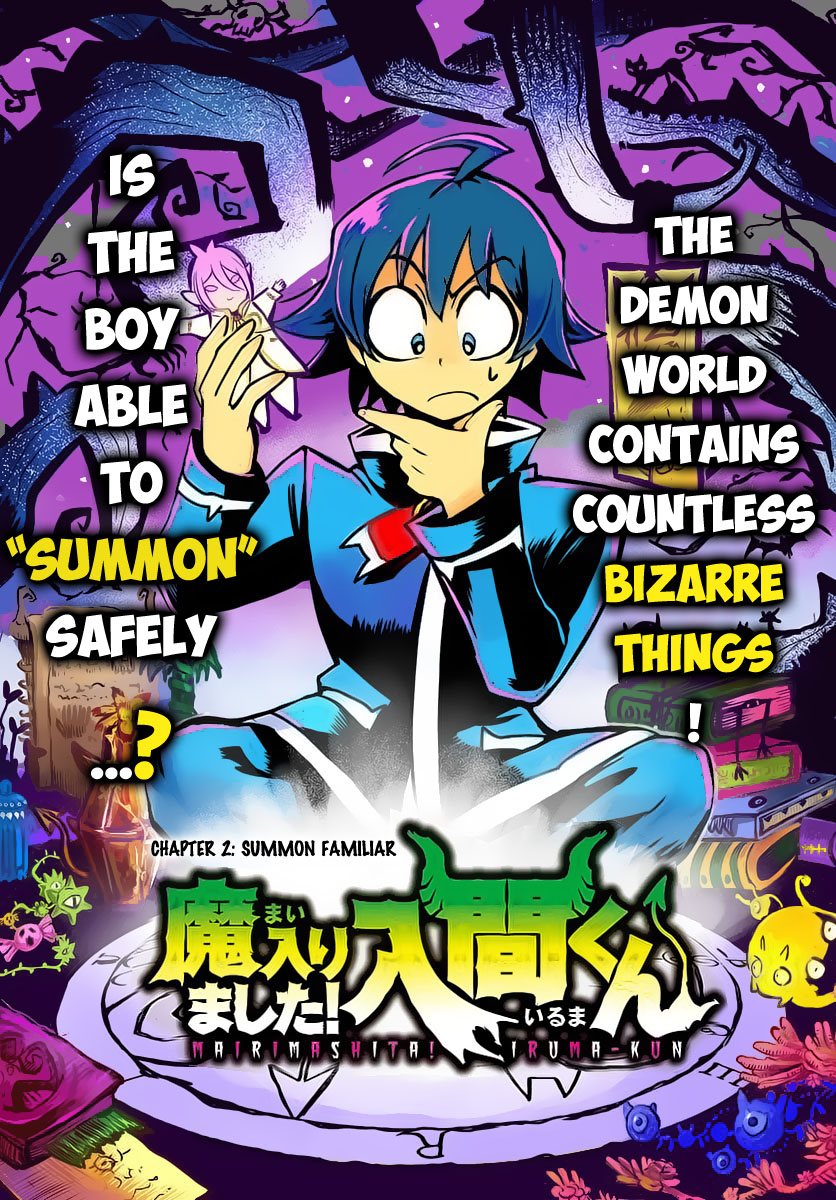 THE
DEMON
WORLD
CONTAINS
COUNTLESS
BIZARRE
THINGS
!
IS
THE
BOY
ABLE
TO
"SUMMON"
SAFELY
...?
CHAPTER 2: SUMMON FAMILIAR
まい
魔入り
ました!
入間くん
いるま
MAIRIMASHITA! IRUMA-KUN